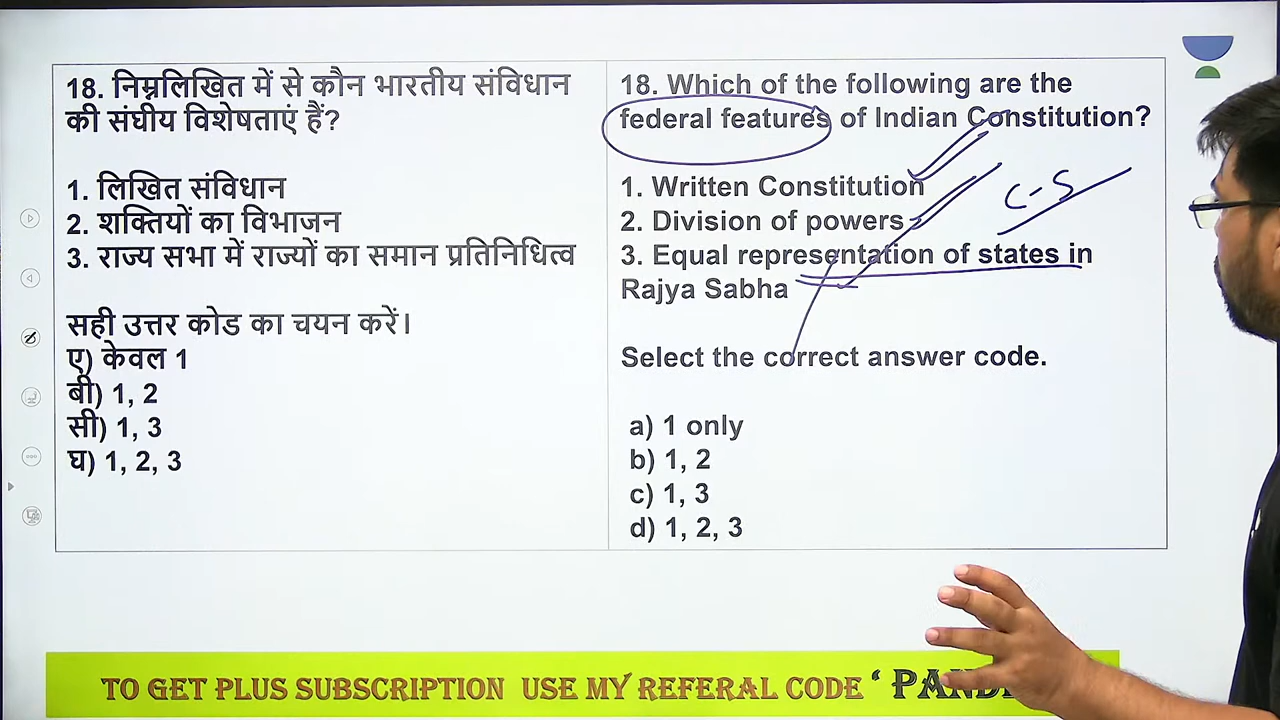 18. निम्नलिखित में से कौन भारतीय संविधान
की संघीय विशेषताएं हैं?
1. लिखित संविधान
2. शक्तियों का विभाजन
3. राज्य सभा में राज्यों का समान प्रतिनिधित्व
सही उत्तर कोड का चयन करें।
ए) केवल 1
बी) 1, 2
सी) 1, 3
घ) 1, 2, 3
18. Which of the following are the
federal features of Indian Constitution?
1. Written Constitution
2. Division of powers
3. Equal representation of states in
Rajya Sabha
C-S
Select the correct answer code.
a) 1 only
b) 1, 2
c) 1, 3
d) 1, 2, 3
TO GET PLUS SUBSCRIPTION USE MY REFERAL CODE ‘